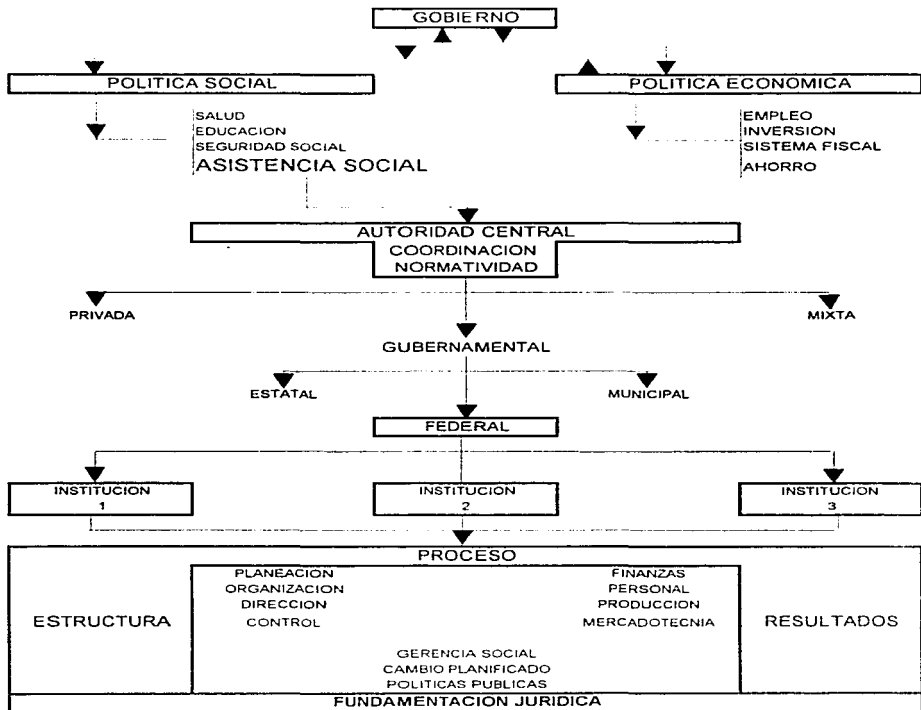 GOBIERNO
POLITICA SOCIAL
POLITICA ECONOMICA
SALUD
EDUCACION
SEGURIDAD SOCIAL
ASISTENCIA SOCIAL
EMPLEO
INVERSION
SISTEMA FISCAL
AHORRO
AUTORIDAD CENTRAL
COORDINACION
NORMATIVIDAD
PRIVADA
MIXTA
GUBERNAMENTAL
ESTATAL
MUNICIPAL
FEDERAL
INSTITUCION
1
INSTITUCION
2
INSTITUCION
3
PROCESO
ESTRUCTURA
PLANEACION
ORGANIZACION
DIRECCION
CONTROL
FINANZAS
PERSONAL
PRODUCCION
MERCADOTECNIA
GERENCIA SOCIAL
CAMBIO PLANIFICADO
POLITICAS PUBLICAS
RESULTADOS
FUNDAMENTACION JURIDICA